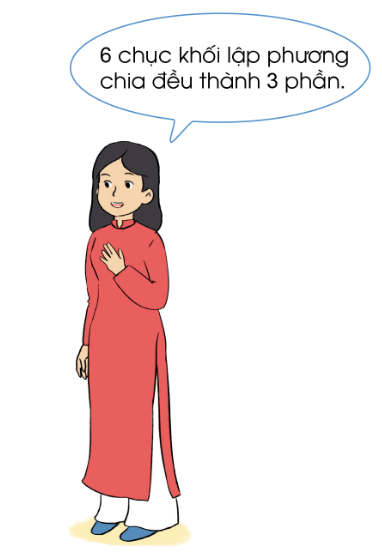 6 chục khối lập phương
chia đều thành 3 phần.